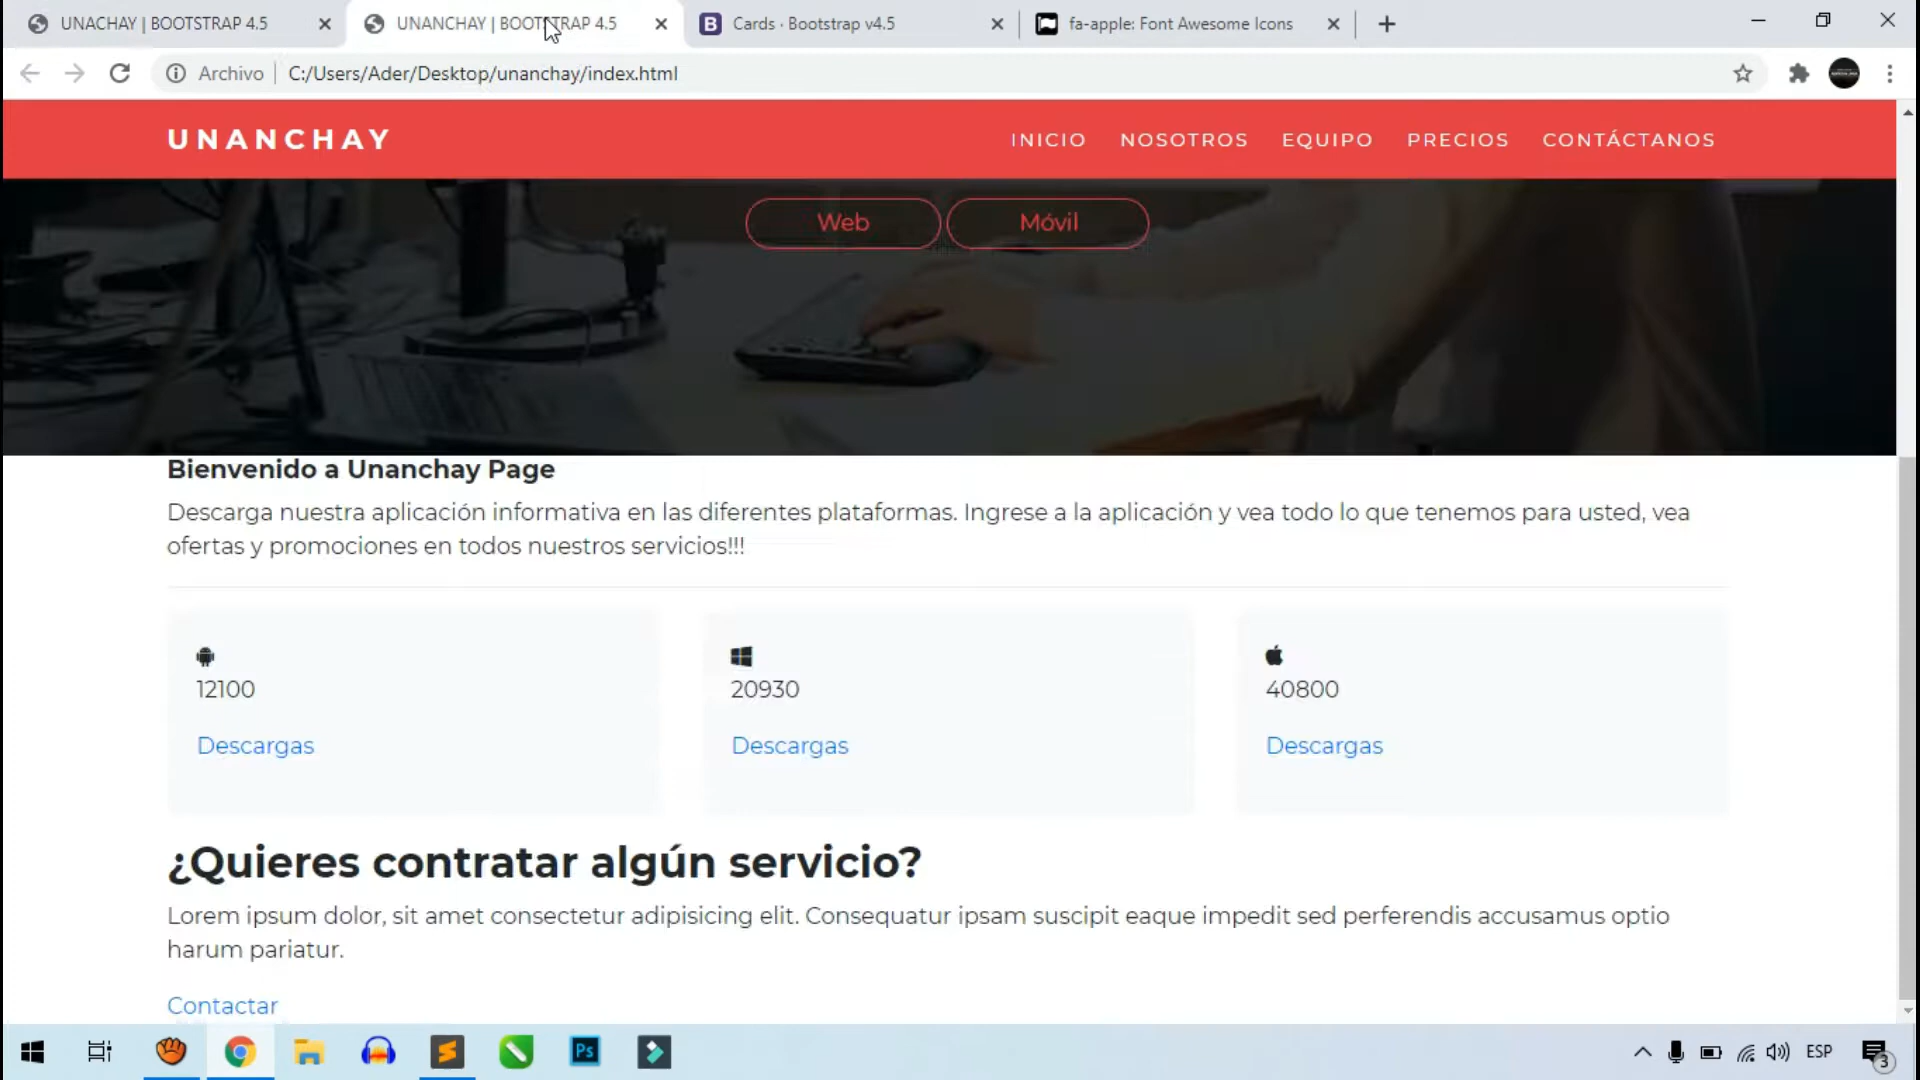 UNACHAY | BOOTSTRAP 4.5
UNANCHAY | BOOTSTRAP 4.5
Cards · Bootstrap v4.5
fa-apple: Font Awesome Icons
Archivo
C:/Users/Ader/Desktop/unanchay/index.html
UNANCHAY
INICIO
NOSOTROS
EQUIPO
PRECIOS
CONTÁCTANOS
Web
Móvil
Bienvenido a Unanchay Page
Descarga nuestra aplicación informativa en las diferentes plataformas. Ingrese a la aplicación y vea todo lo que tenemos para usted, vea
ofertas y promociones en todos nuestros servicios!!!
12100
Descargas
20930
Descargas
40800
Descargas
¿Quieres contratar algún servicio?
Lorem ipsum dolor, sit amet consectetur adipisicing elit. Consequatur ipsam suscipit eaque impedit sed perferendis accusamus optio
harum pariatur.
Contactar
Ps
ESP
3